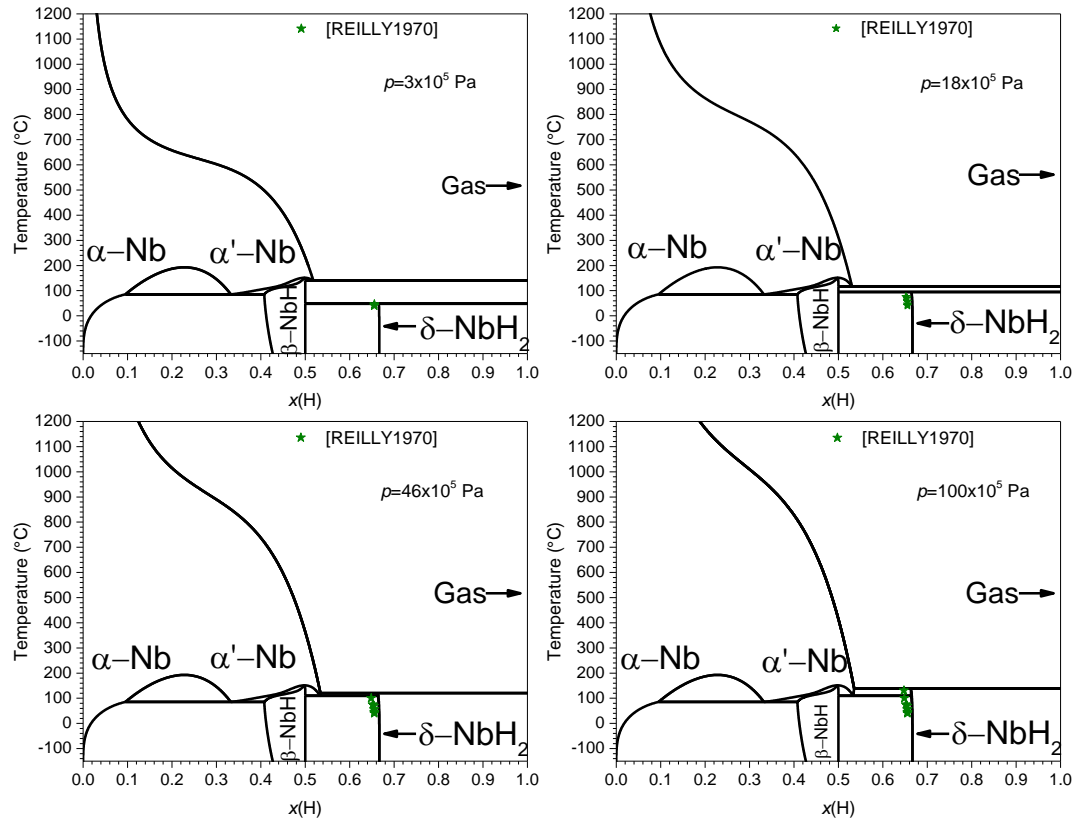 [REILLY1970]
p=3x10⁵ Pa
Gas
α–Nb
α'–Nb
β–NbH
δ–NbH₂
Temperature (°C)
1200
1100
1000
900
800
700
600
500
400
300
200
100
0
-100
0.0 0.1 0.2 0.3 0.4 0.5 0.6 0.7 0.8 0.9 1.0
x(H)
[REILLY1970]
p=18x10⁵ Pa
Gas
α–Nb
α'–Nb
β–NbH
δ–NbH₂
Temperature (°C)
1200
1100
1000
900
800
700
600
500
400
300
200
100
0
-100
0.0 0.1 0.2 0.3 0.4 0.5 0.6 0.7 0.8 0.9 1.0
x(H)
[REILLY1970]
p=46x10⁵ Pa
Gas
α–Nb
α'–Nb
β–NbH
δ–NbH₂
Temperature (°C)
1200
1100
1000
900
800
700
600
500
400
300
200
100
0
-100
0.0 0.1 0.2 0.3 0.4 0.5 0.6 0.7 0.8 0.9 1.0
x(H)
[REILLY1970]
p=100x10⁵ Pa
Gas
α–Nb
α'–Nb
β–NbH
δ–NbH₂
Temperature (°C)
1200
1100
1000
900
800
700
600
500
400
300
200
100
0
-100
0.0 0.1 0.2 0.3 0.4 0.5 0.6 0.7 0.8 0.9 1.0
x(H)